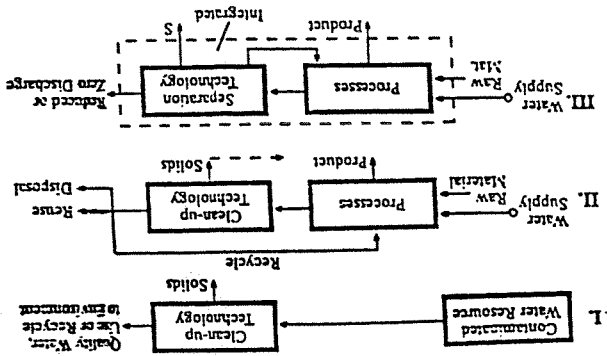 I.
Contaminated
Water Resource
Clean-up
Technology
Quality Water,
Use or Recycle
to Environment
Solids
Recycle
II
Water
Supply
Raw
Material
Processes
Product
Clean-up
Technology
Solids
Reuse
Disposal
III.
Water
Supply
Raw
Mat.
Processes
Product
Separation
Technology
S
Integrated
Reduced or
Zero Discharge